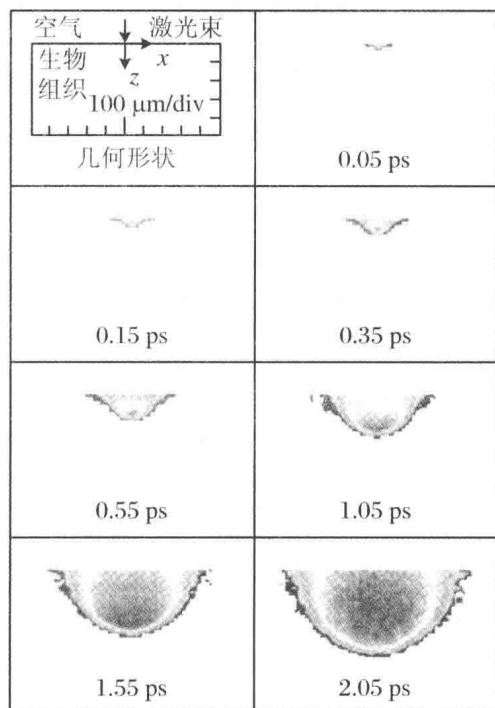 空气 激光束
生物 x
组织 z
100 μm/div
几何形状
0.05 ps
0.15 ps
0.35 ps
0.55 ps
1.05 ps
1.55 ps
2.05 ps